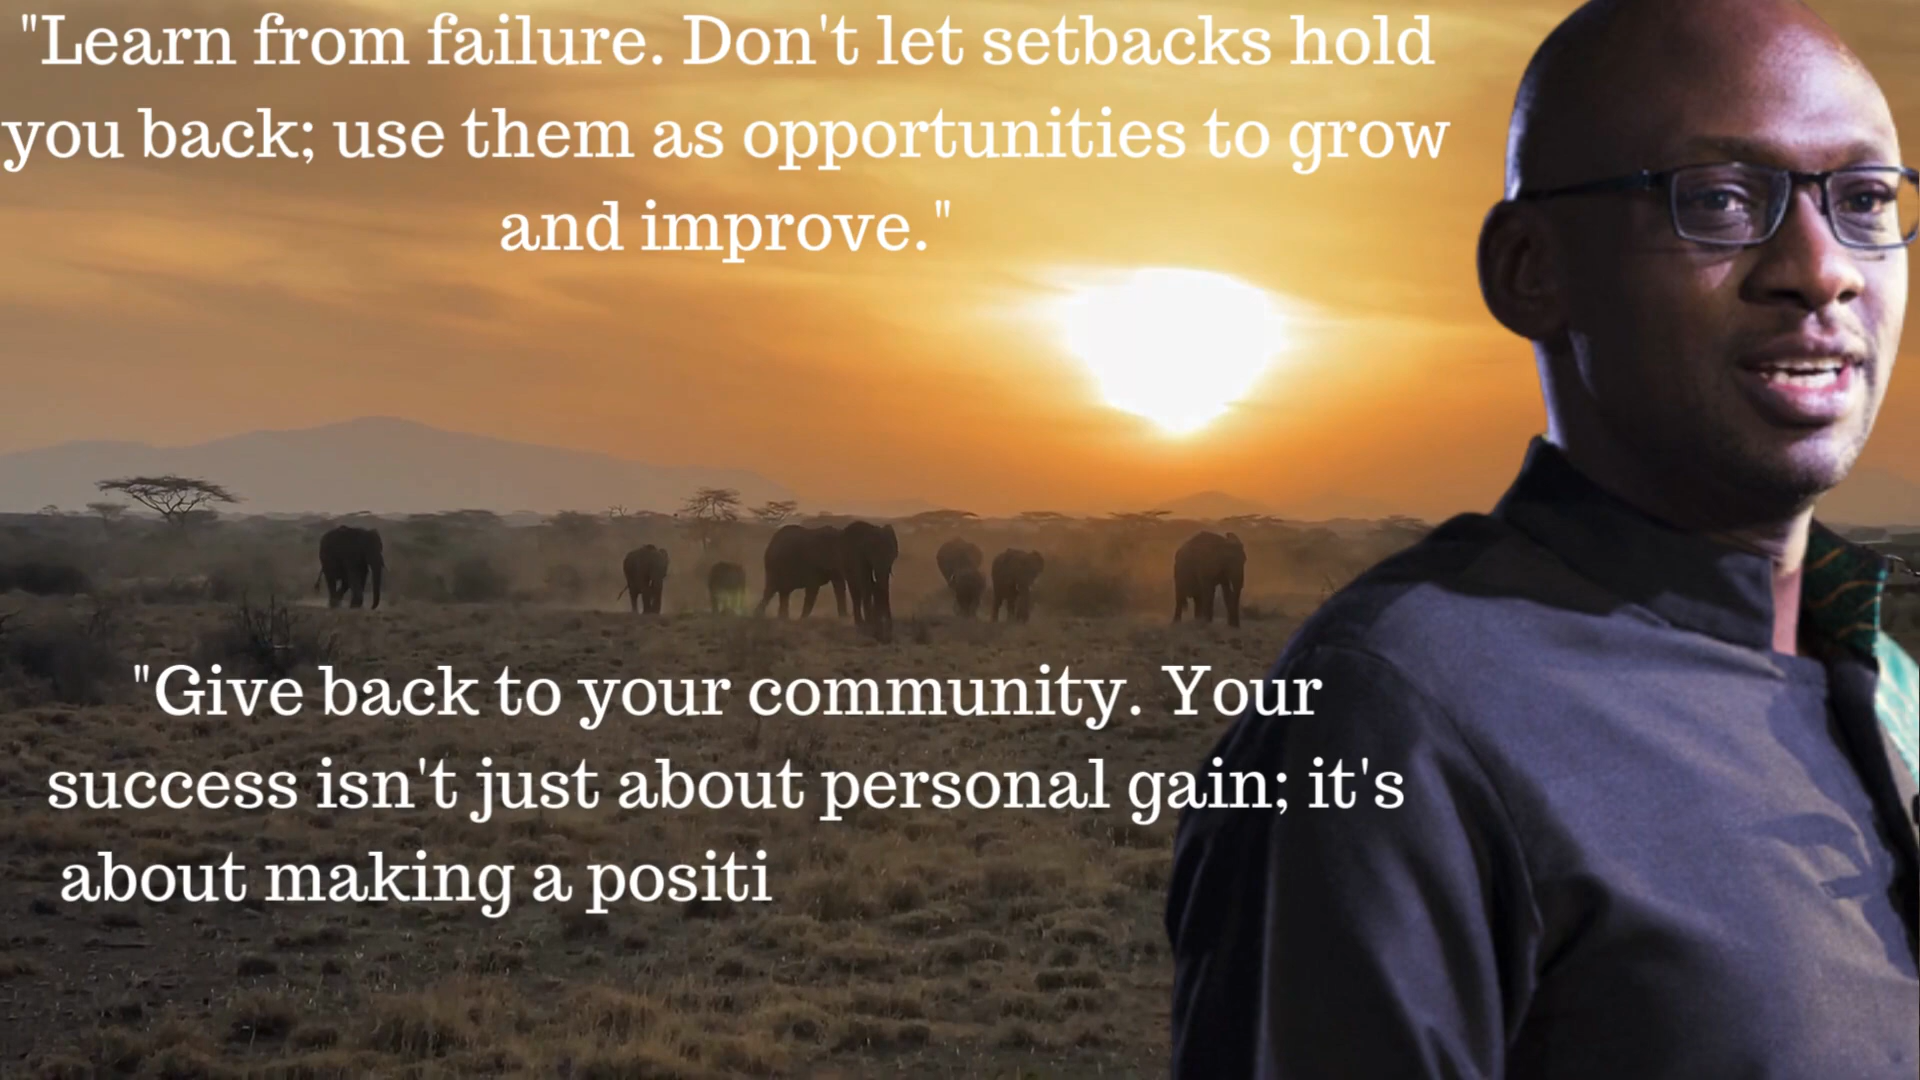 "Learn from failure. Don't let setbacks hold
you back; use them as opportunities to grow
and improve."
"Give back to your community. Your
success isn't just about personal gain; it's
about making a positi